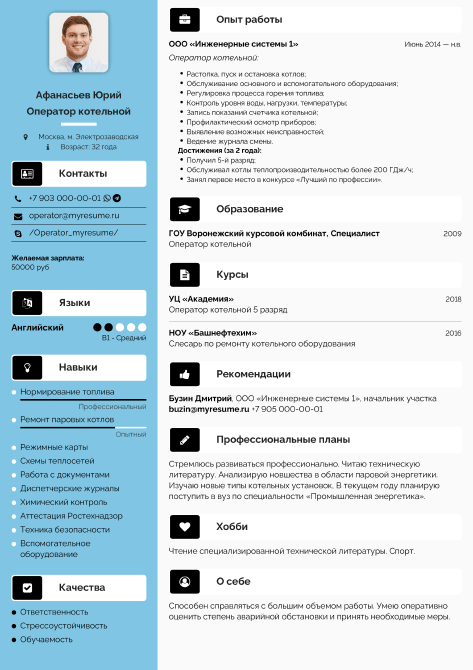 Афанасьев Юрий
Оператор котельной
Москва, м. Электрозаводская
Возраст: 32 года
Контакты
+7 903 000-00-01
operator@myresume.ru
/Operator_myresume/
Желаемая зарплата:
50000 руб
Языки
Английский
B1 - Средний
Навыки
Нормирование топлива
Профессиональный
Ремонт паровых котлов
Опытный
Режимные карты
Схемы теплосетей
Работа с документами
Диспетчерские журналы
Химический контроль
Аттестация Ростехнадзор
Техника безопасности
Вспомогательное
оборудование
Качества
Ответственность
Стрессоустойчивость
Обучаемость
Опыт работы
ООО «Инженерные системы 1» Июнь 2014 — н.в.
Оператор котельной:
Растопка, пуск и остановка котлов;
Обслуживание основного и вспомогательного оборудования;
Регулировка процесса горения топлива;
Контроль уровня воды, нагрузки, температуры;
Запись показаний счетчика котельной;
Профилактический осмотр приборов;
Выявление возможных неисправностей;
Ведение журнала смены.
Достижения (за 2 года):
Получил 5-й разряд;
Обслуживал котлы теплопроизводительностью более 200 ГДж/ч;
Занял первое место в конкурсе «Лучший по профессии».
Образование
ГОУ Воронежский курсовой комбинат, Специалист 2009
Оператор котельной
Курсы
УЦ «Академия» 2018
Оператор котельной 5 разряд
НОУ «Башнефтехим» 2016
Слесарь по ремонту котельного оборудования
Рекомендации
Бузин Дмитрий, ООО «Инженерные системы 1», начальник участка
buzin@myresume.ru +7 905 000-00-01
Профессиональные планы
Стремлюсь развиваться профессионально. Читаю техническую
литературу. Анализирую новшества в области паровой энергетики.
Изучаю новые типы котельных установок. В текущем году планирую
поступить в вуз по специальности «Промышленная энергетика».
Хобби
Чтение специализированной технической литературы. Спорт.
О себе
Способен справляться с большим объемом работы. Умею оперативно
оценить степень аварийной обстановки и принять необходимые меры.